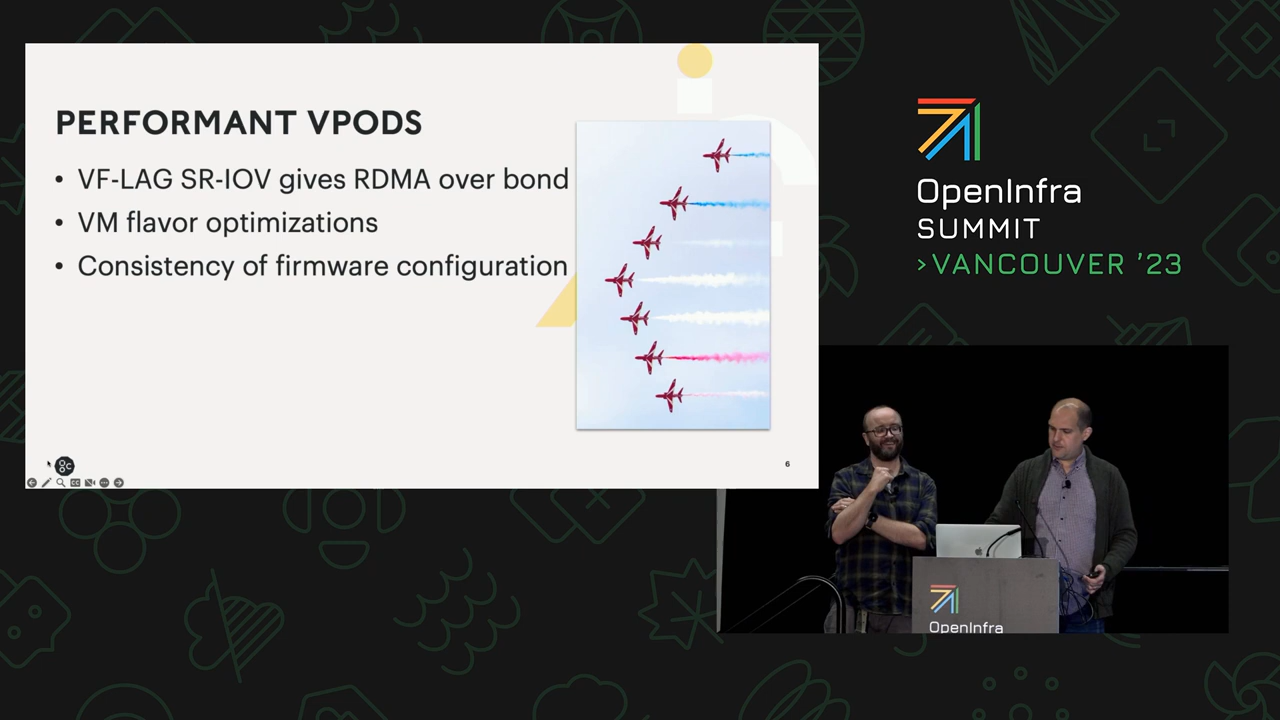 PERFORMANT VPODS
• VF-LAG SR-IOV gives RDMA over bond
• VM flavor optimizations
• Consistency of firmware configuration
6
OpenInfra
SUMMIT
>VANCOUVER ’23
OpenInfra